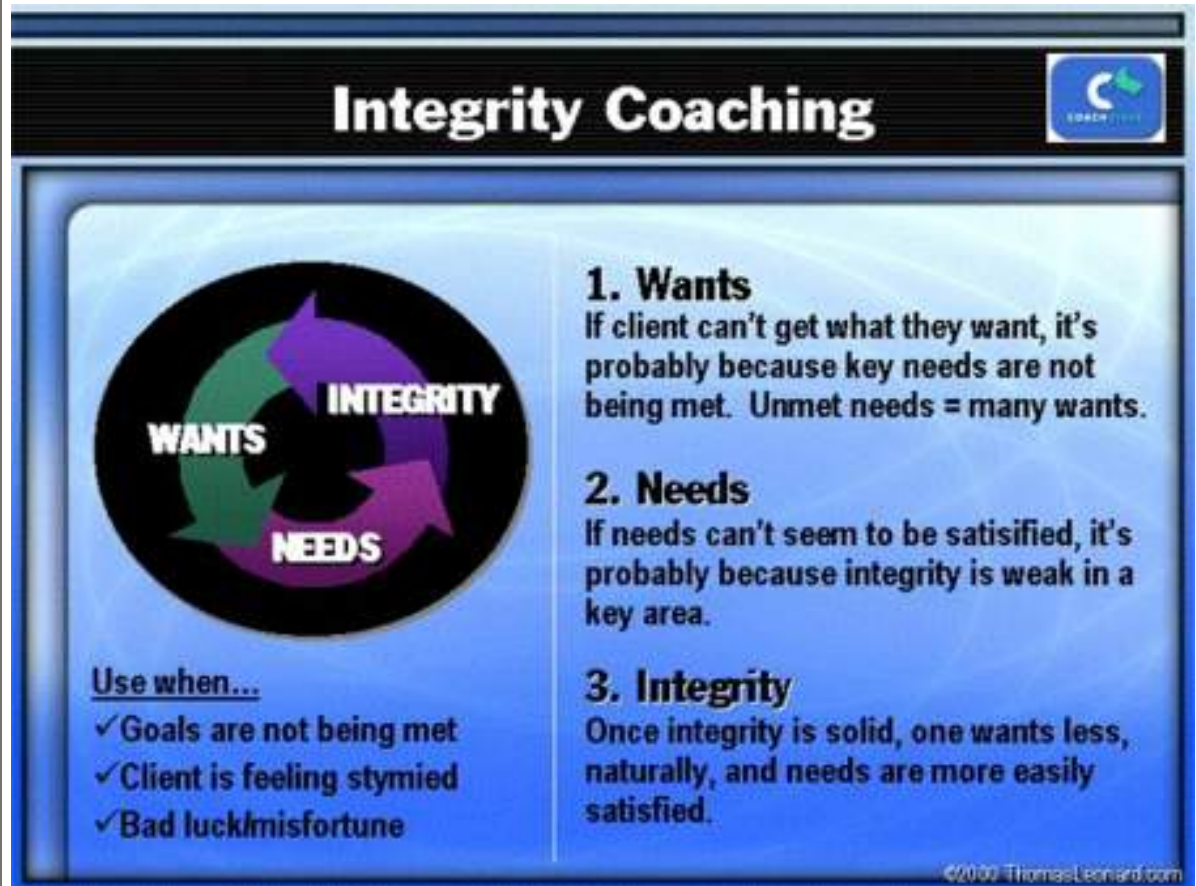 Integrity Coaching
COACH
INTEGRITY
WANTS
NEEDS
Use when...
✓Goals are not being met
✓Client is feeling stymied
✓Bad luck/misfortune
1. Wants
If client can't get what they want, it's
probably because key needs are not
being met.  Unmet needs = many wants.
2. Needs
If needs can't seem to be satisified, it's
probably because integrity is weak in a
key area.
3. Integrity
Once integrity is solid, one wants less,
naturally, and needs are more easily
satisfied.
©2000 ThomasLeonard.com